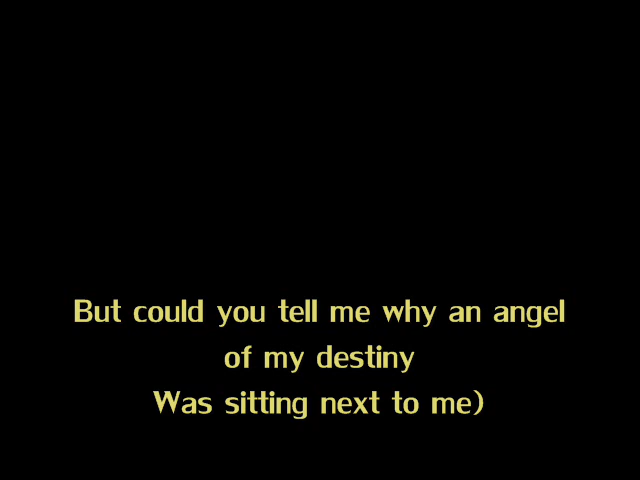 But could you tell me why an angel
of my destiny
Was sitting next to me)